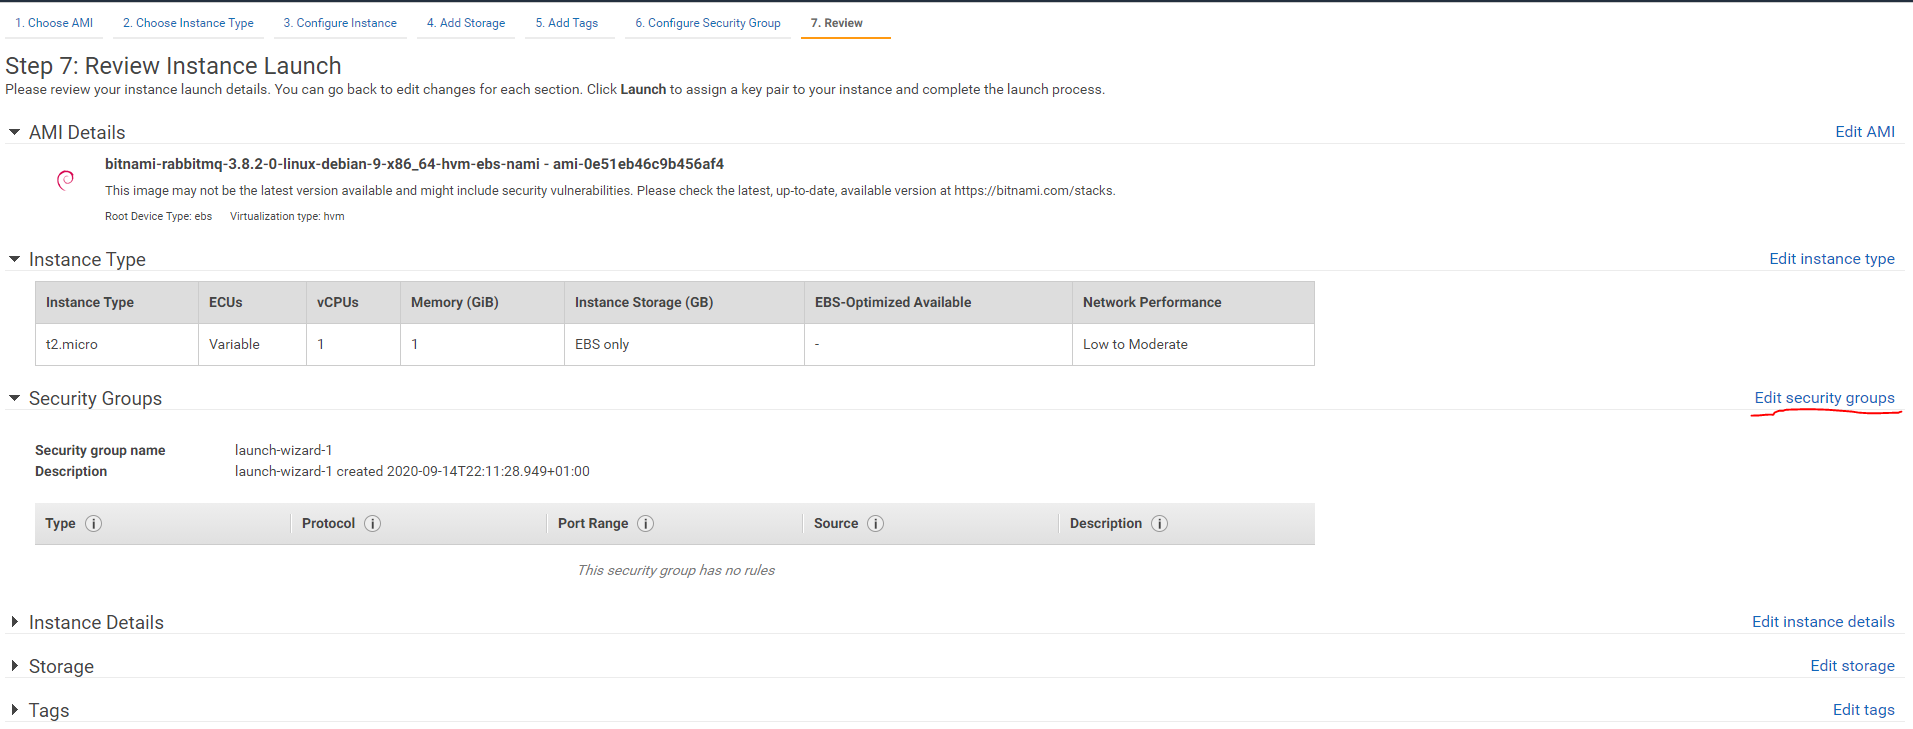 1. Choose AMI 2. Choose Instance Type 3. Configure Instance 4. Add Storage 5. Add Tags 6. Configure Security Group 7. Review
Step 7: Review Instance Launch
Please review your instance launch details. You can go back to edit changes for each section. Click Launch to assign a key pair to your instance and complete the launch process.
AMI Details Edit AMI
bitnami-rabbitmq-3.8.2-0-linux-debian-9-x86_64-hvm-ebs-nami - ami-0e51eb46c9b456af4
This image may not be the latest version available and might include security vulnerabilities. Please check the latest, up-to-date, available version at https://bitnami.com/stacks.
Root Device Type: ebs Virtualization type: hvm
Instance Type Edit instance type
Instance Type ECUs vCPUs Memory (GiB) Instance Storage (GB) EBS-Optimized Available Network Performance
t2.micro Variable 1 1 EBS only - Low to Moderate
Security Groups Edit security groups
Security group name launch-wizard-1
Description launch-wizard-1 created 2020-09-14T22:11:28.949+01:00
Type i Protocol i Port Range i Source i Description i
This security group has no rules
Instance Details Edit instance details
Storage Edit storage
Tags Edit tags